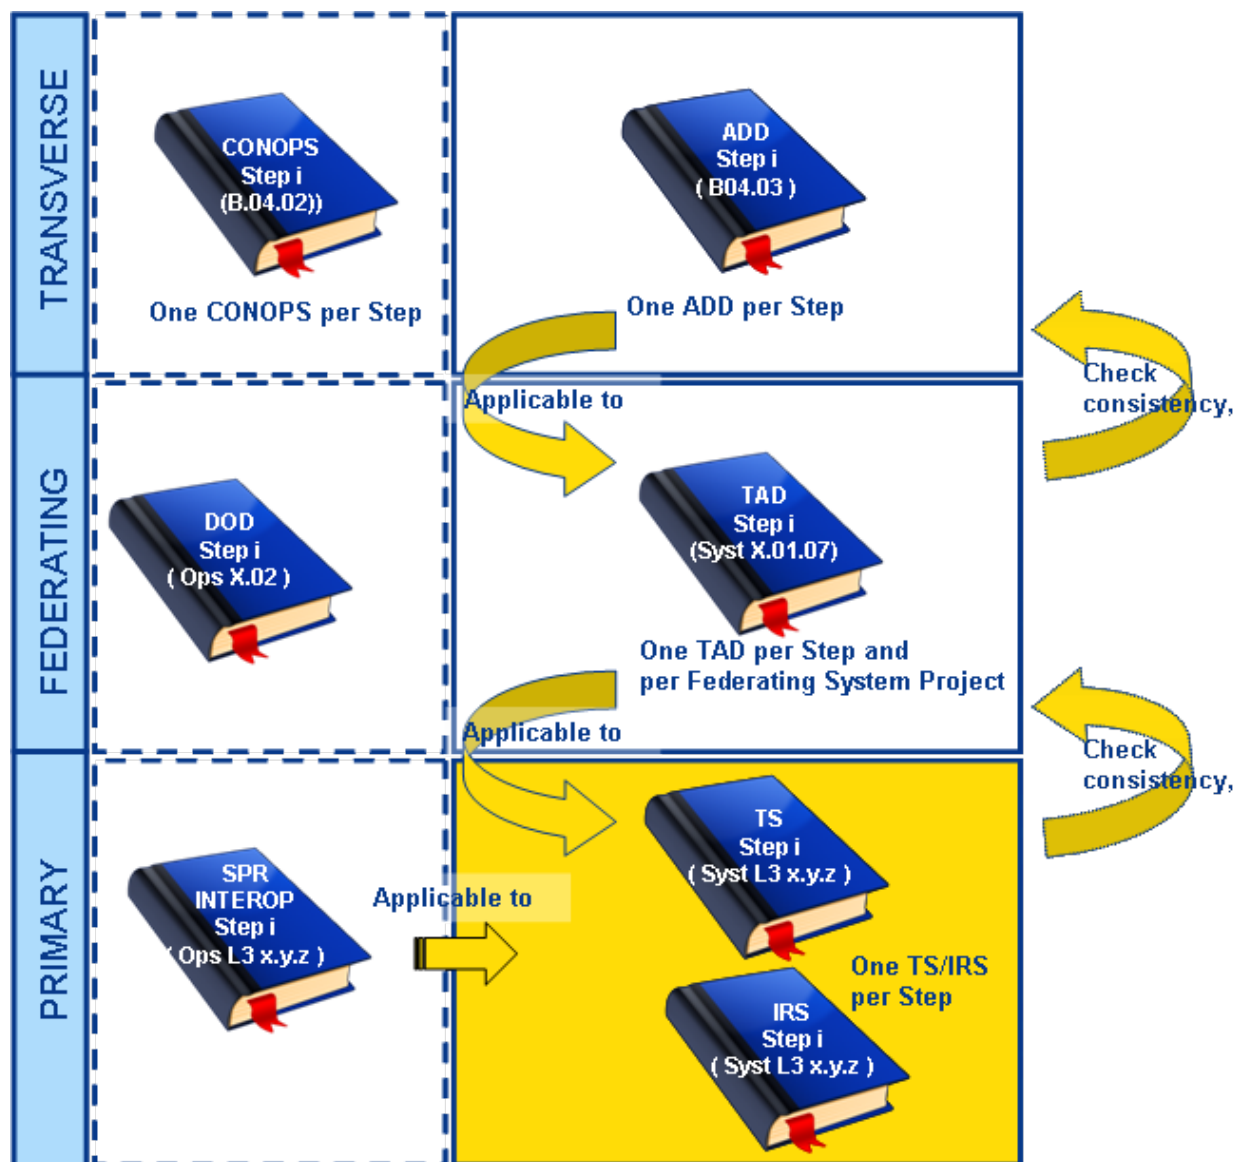 TRANSVERSE
CONOPS
Step i
(B.04.02))
One CONOPS per Step
ADD
Step i
( B04.03 )
One ADD per Step
Applicable to
Check
consistency,
FEDERATING
DOD
Step i
( Ops X.02 )
TAD
Step i
(Syst X.01.07)
One TAD per Step and
per Federating System Project
Applicable to
Check
consistency,
PRIMARY
SPR
INTEROP
Step i
( Ops L3 x.y.z )
Applicable to
TS
Step i
( Syst L3 x.y.z )
One TS/IRS
per Step
IRS
Step i
( Syst L3 x.y.z )